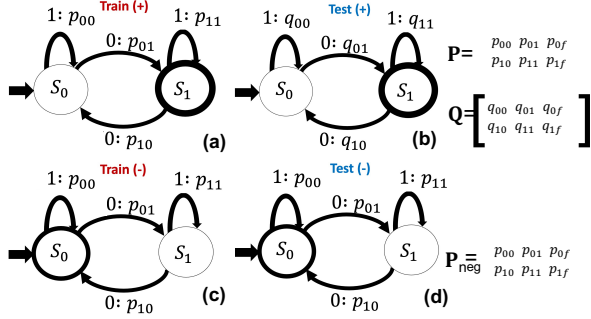 Train (+)
1: p₀₀
1: p₁₁
0: p₀₁
S₀
S₁
0: p₁₀
(a)
Test (+)
1: q₀₀
1: q₁₁
0: q₀₁
S₀
S₁
0: q₁₀
(b)
P=
p₀₀ p₀₁ p₀f
p₁₀ p₁₁ p₁f
Q=
q₀₀ q₀₁ q₀f
q₁₀ q₁₁ q₁f
Train (-)
1: p₀₀
1: p₁₁
0: p₀₁
S₀
S₁
0: p₁₀
(c)
Test (-)
1: p₀₀
1: p₁₁
0: p₀₁
S₀
S₁
0: p₁₀
(d)
Pneg=
p₀₀ p₀₁ p₀f
p₁₀ p₁₁ p₁f